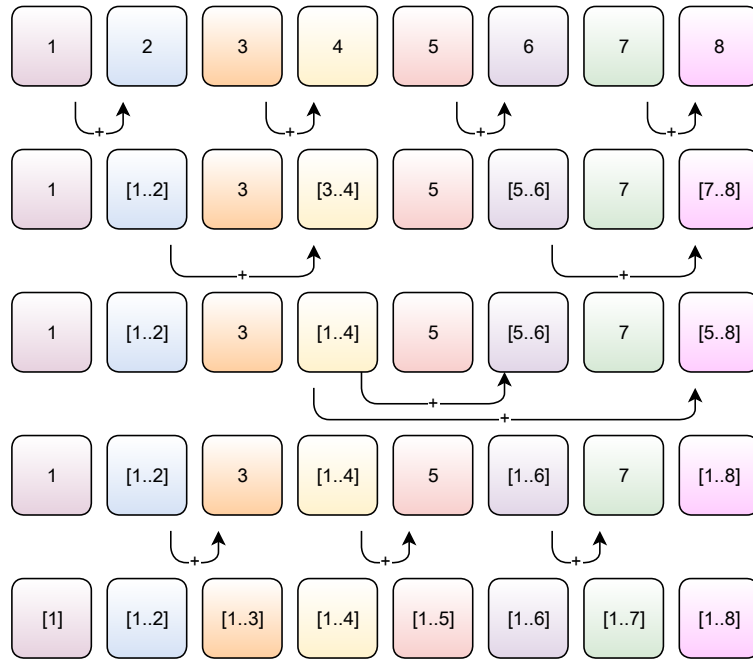 1 2 3 4 5 6 7 8
+ + + +
1 [1..2] 3 [3..4] 5 [5..6] 7 [7..8]
+ +
1 [1..2] 3 [1..4] 5 [5..6] 7 [5..8]
+
+
1 [1..2] 3 [1..4] 5 [1..6] 7 [1..8]
+ + +
[1] [1..2] [1..3] [1..4] [1..5] [1..6] [1..7] [1..8]